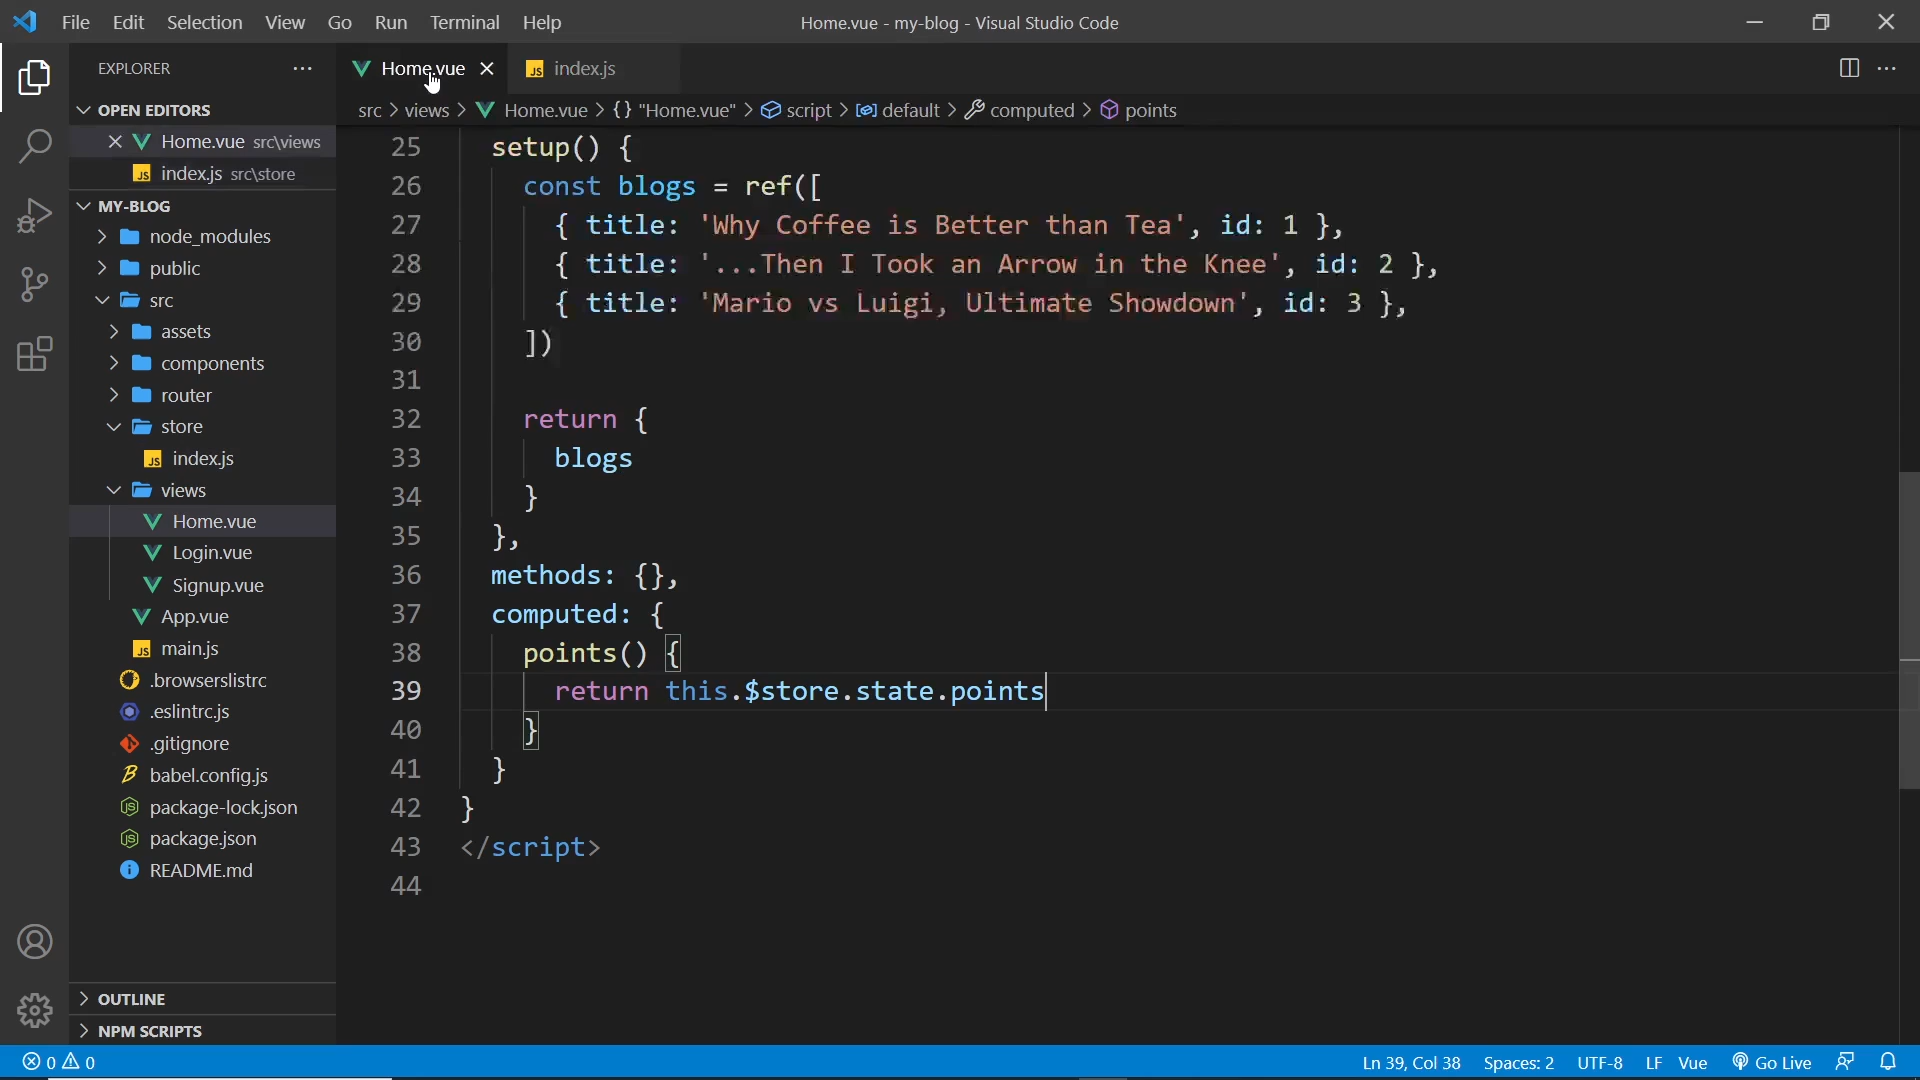 File Edit Selection View Go Run Terminal Help
Home.vue - my-blog - Visual Studio Code
EXPLORER
OPEN EDITORS
Home.vue src\views
index.js src\store
MY-BLOG
node_modules
public
src
assets
components
router
store
index.js
views
Home.vue
Login.vue
Signup.vue
App.vue
main.js
.browserslistrc
.eslintrc.js
.gitignore
babel.config.js
package-lock.json
package.json
README.md
OUTLINE
NPM SCRIPTS
Home.vue index.js
src > views > Home.vue > {} "Home.vue" > script > default > computed > points
25 setup() {
26 const blogs = ref([
27 { title: 'Why Coffee is Better than Tea', id: 1 },
28 { title: '...Then I Took an Arrow in the Knee', id: 2 },
29 { title: 'Mario vs Luigi, Ultimate Showdown', id: 3 },
30 ])
31
32 return {
33 blogs
34 }
35 },
36 methods: {},
37 computed: {
38 points() {
39 return this.$store.state.points
40 }
41 }
42 }
43 </script>
44
0 0 Ln 39, Col 38 Spaces: 2 UTF-8 LF Vue Go Live